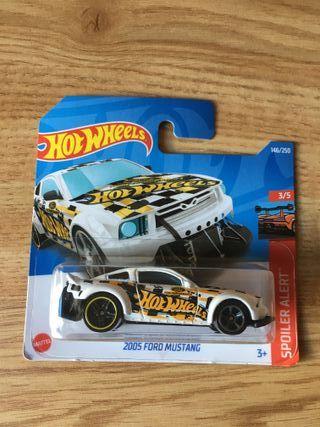 HOT WHEELS
146/250
3/5
HOT WHEELS
SPOILER ALERT
HOT WHEELS
MATTEL
2005 FORD MUSTANG
3+